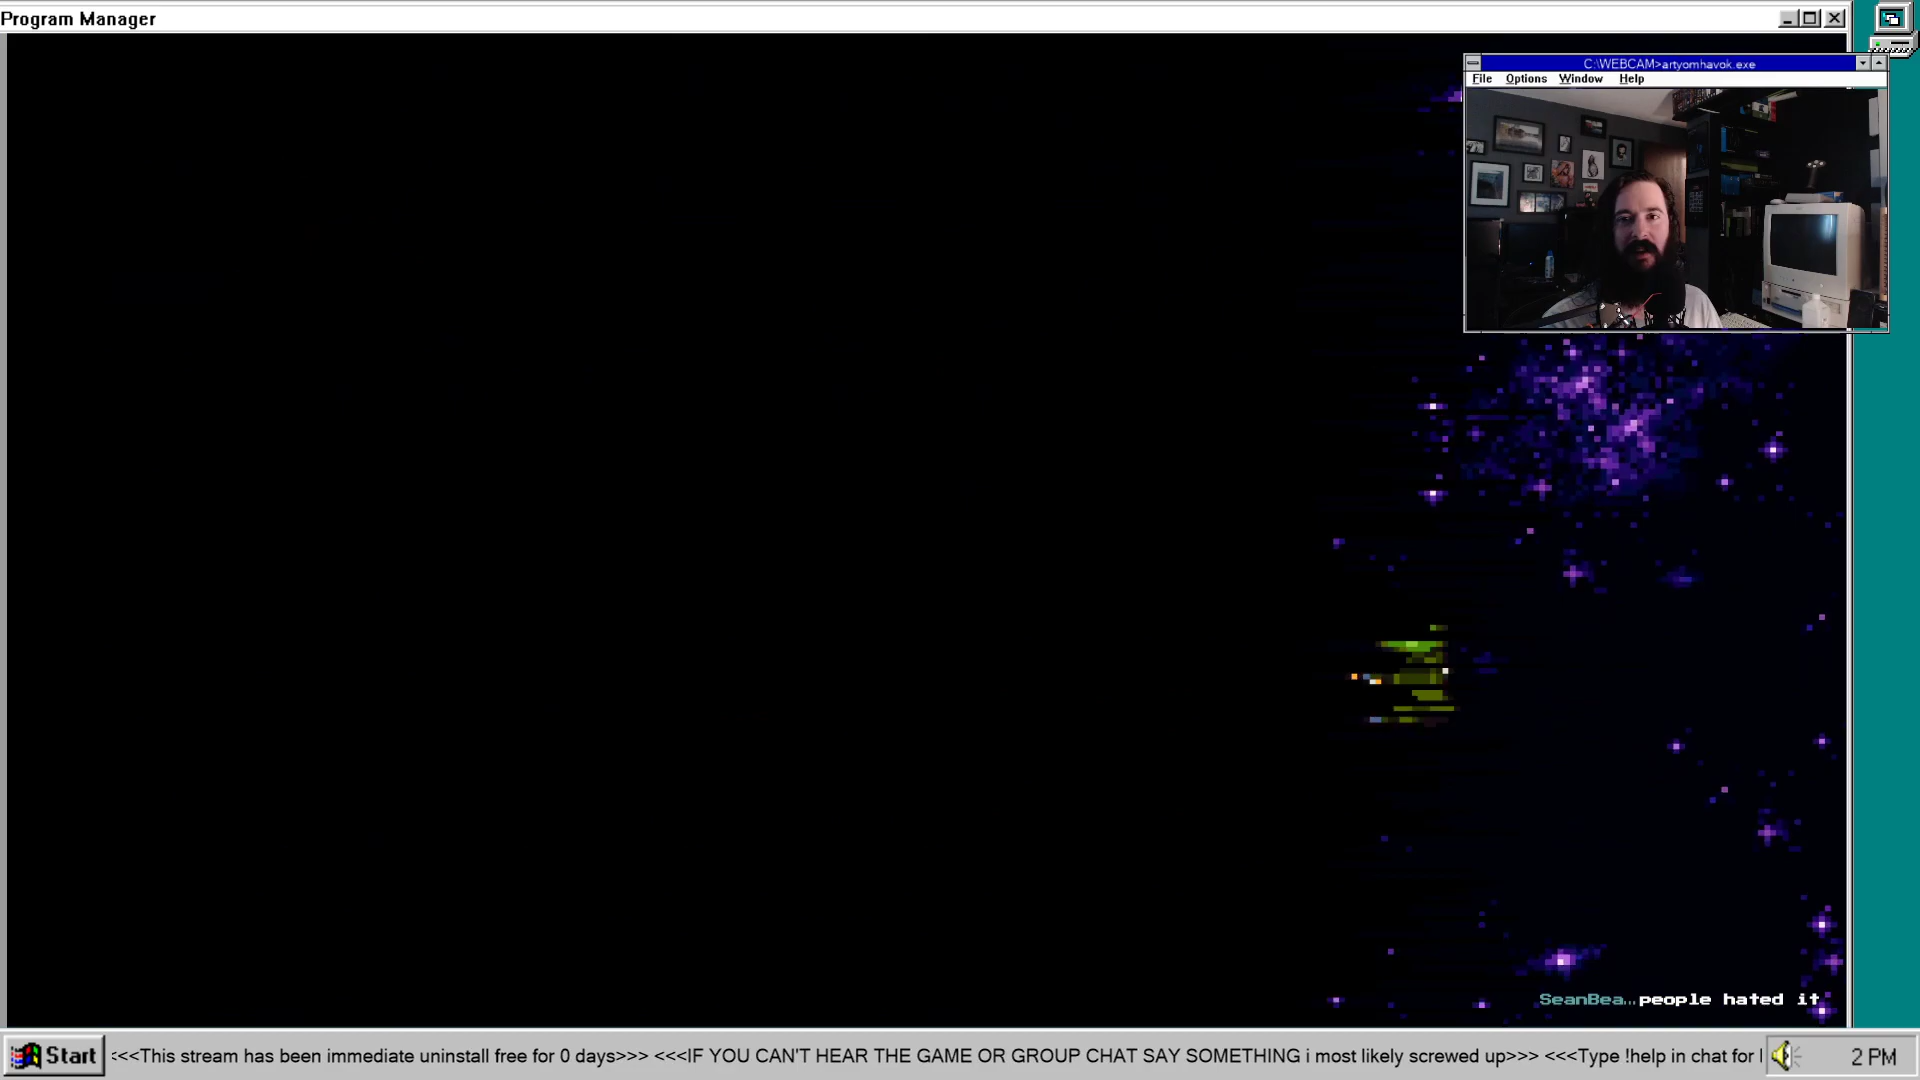 Program Manager
C:\WEBCAM>artyomhavok.exe
File Options Window Help
SeanBea…people hated it
Start
<<<This stream has been immediate uninstall free for 0 days>>> <<<IF YOU CAN'T HEAR THE GAME OR GROUP CHAT SAY SOMETHING i most likely screwed up>>> <<<Type !help in chat for
2 PM